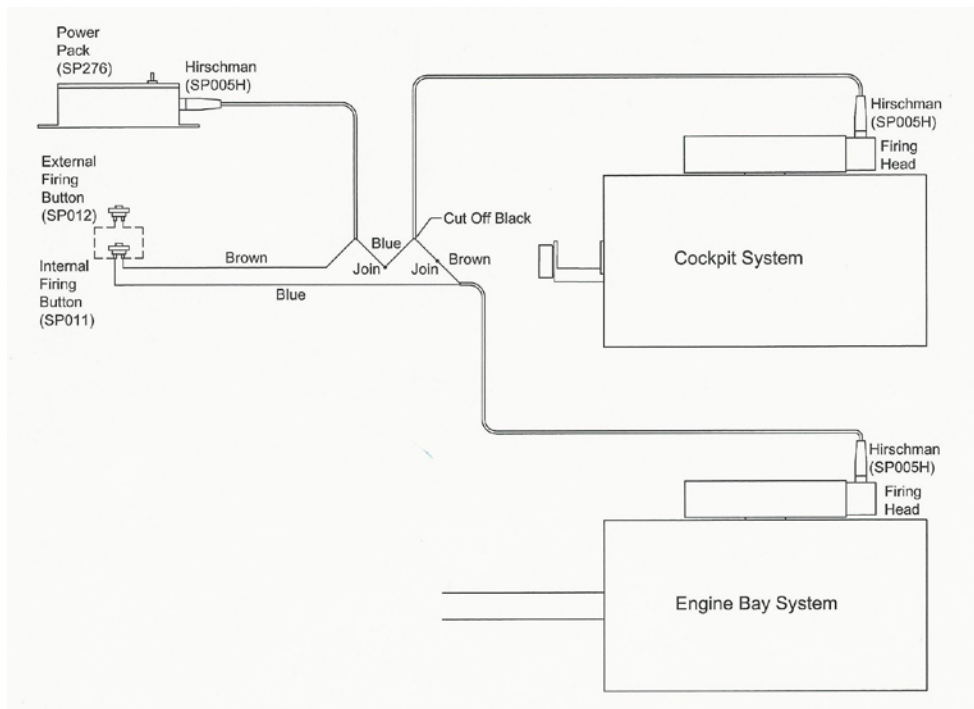 Power
Pack
(SP276)
Hirschman
(SP005H)
Hirschman
(SP005H)
Firing
Head
External
Firing
Button
(SP012)
Cut Off Black
Blue
Brown
Join
Join
Brown
Cockpit System
Internal
Firing
Button
(SP011)
Blue
Hirschman
(SP005H)
Firing
Head
Engine Bay System